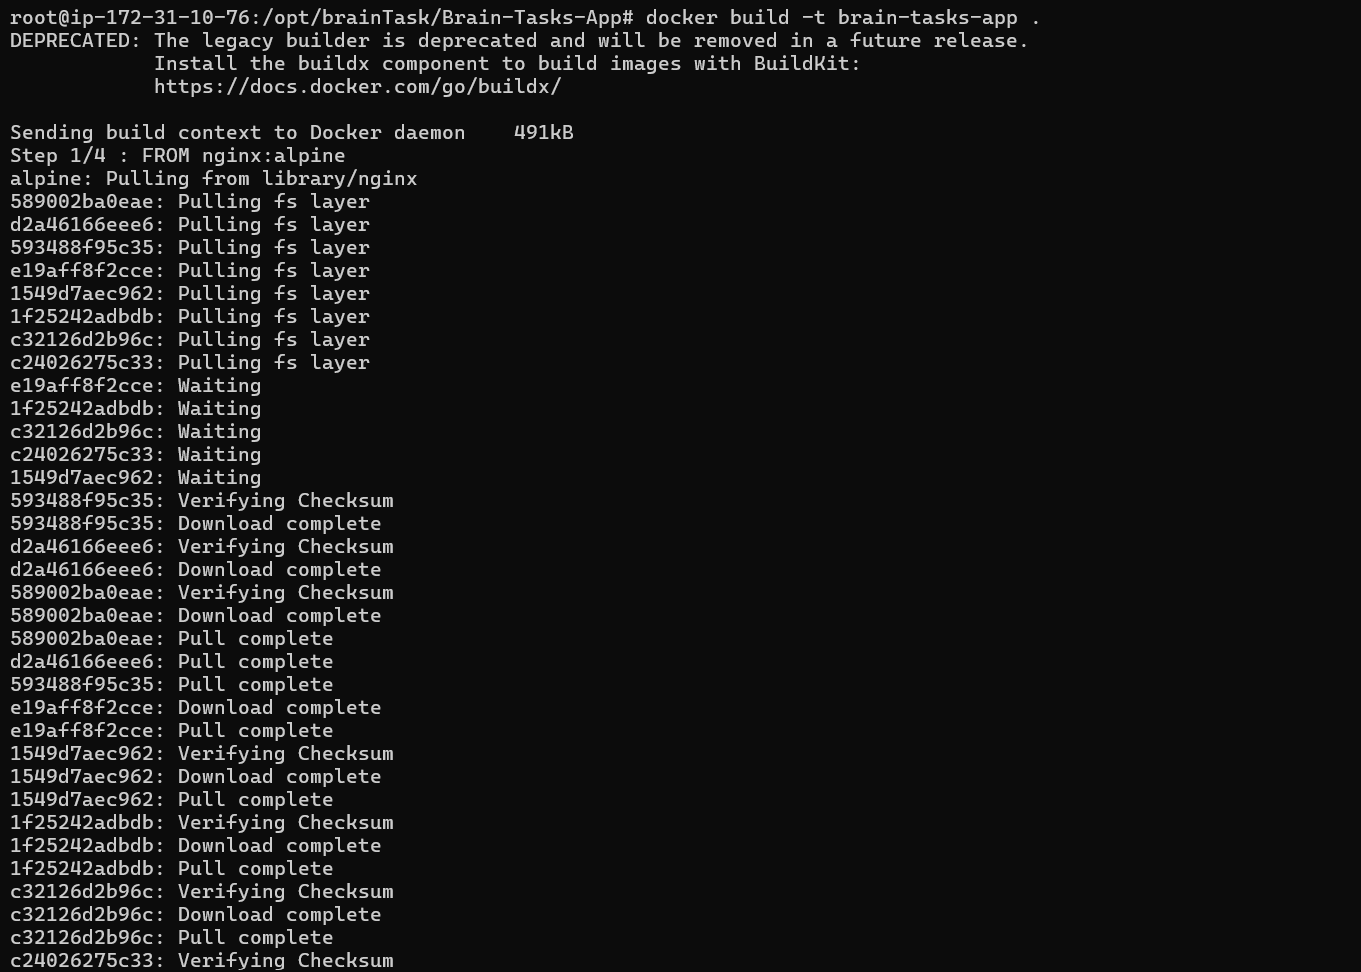 root@ip-172-31-10-76:/opt/brainTask/Brain-Tasks-App# docker build -t brain-tasks-app .
DEPRECATED: The legacy builder is deprecated and will be removed in a future release.
            Install the buildx component to build images with BuildKit:
            https://docs.docker.com/go/buildx/

Sending build context to Docker daemon    491kB
Step 1/4 : FROM nginx:alpine
alpine: Pulling from library/nginx
589002ba0eae: Pulling fs layer
d2a46166eee6: Pulling fs layer
593488f95c35: Pulling fs layer
e19aff8f2cce: Pulling fs layer
1549d7aec962: Pulling fs layer
1f25242adbdb: Pulling fs layer
c32126d2b96c: Pulling fs layer
c24026275c33: Pulling fs layer
e19aff8f2cce: Waiting
1f25242adbdb: Waiting
c32126d2b96c: Waiting
c24026275c33: Waiting
1549d7aec962: Waiting
593488f95c35: Verifying Checksum
593488f95c35: Download complete
d2a46166eee6: Verifying Checksum
d2a46166eee6: Download complete
589002ba0eae: Verifying Checksum
589002ba0eae: Download complete
589002ba0eae: Pull complete
d2a46166eee6: Pull complete
593488f95c35: Pull complete
e19aff8f2cce: Download complete
e19aff8f2cce: Pull complete
1549d7aec962: Verifying Checksum
1549d7aec962: Download complete
1549d7aec962: Pull complete
1f25242adbdb: Verifying Checksum
1f25242adbdb: Download complete
1f25242adbdb: Pull complete
c32126d2b96c: Verifying Checksum
c32126d2b96c: Download complete
c32126d2b96c: Pull complete
c24026275c33: Verifying Checksum